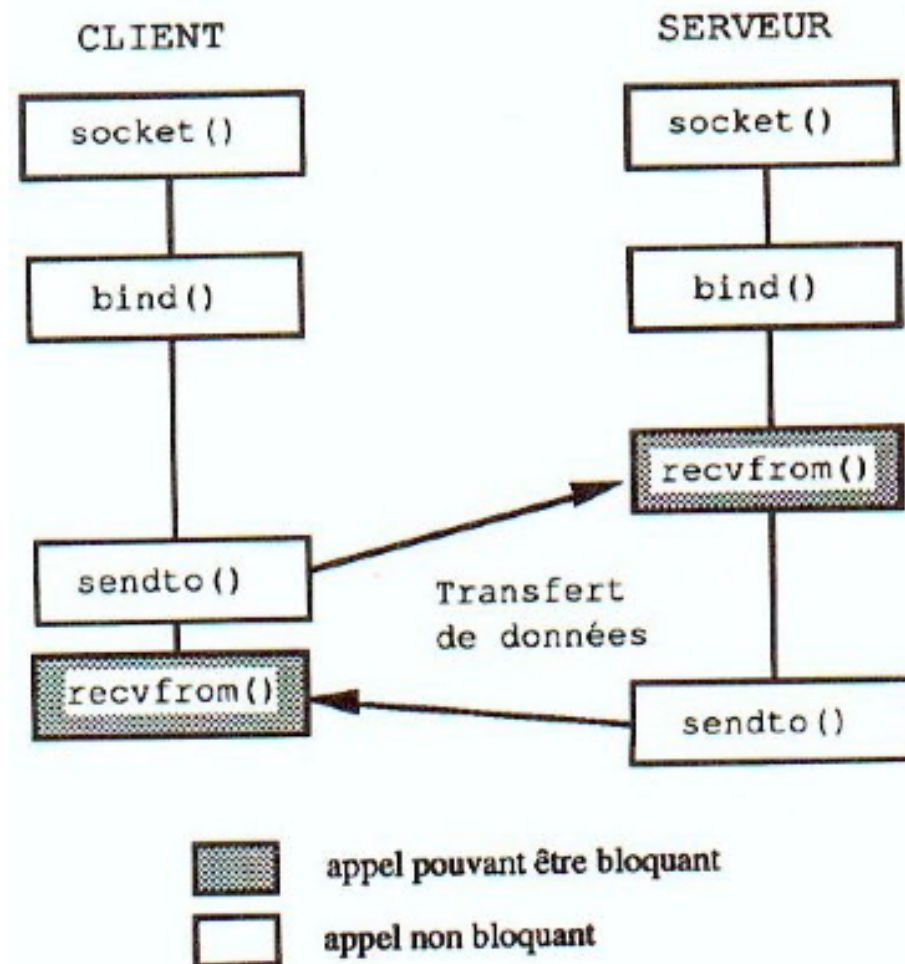 CLIENT
socket()
bind()
sendto()
recvfrom()
SERVEUR
socket()
bind()
recvfrom()
sendto()
Transfert
de données
appel pouvant être bloquant
appel non bloquant